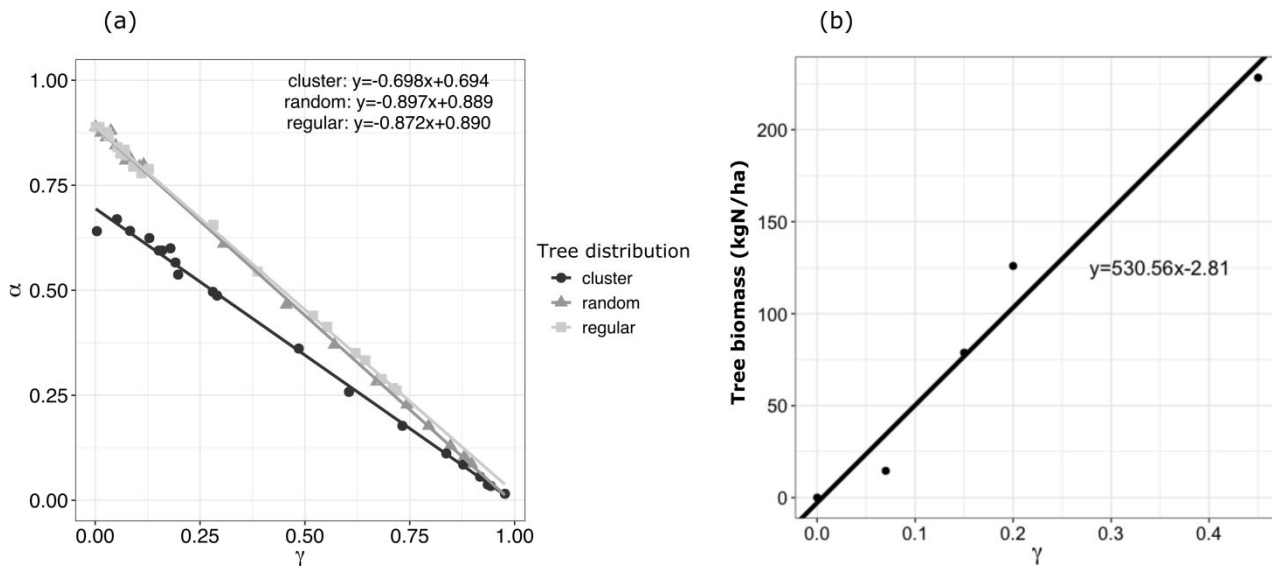 (a)
cluster: y=-0.698x+0.694
random: y=-0.897x+0.889
regular: y=-0.872x+0.890
1.00
0.75
0.50
0.25
0.00
α
0.00 0.25 0.50 0.75 1.00
γ
Tree distribution
cluster
random
regular
(b)
Tree biomass (kgN/ha)
200
150
100
50
0
y=530.56x-2.81
0.0 0.1 0.2 0.3 0.4
γ